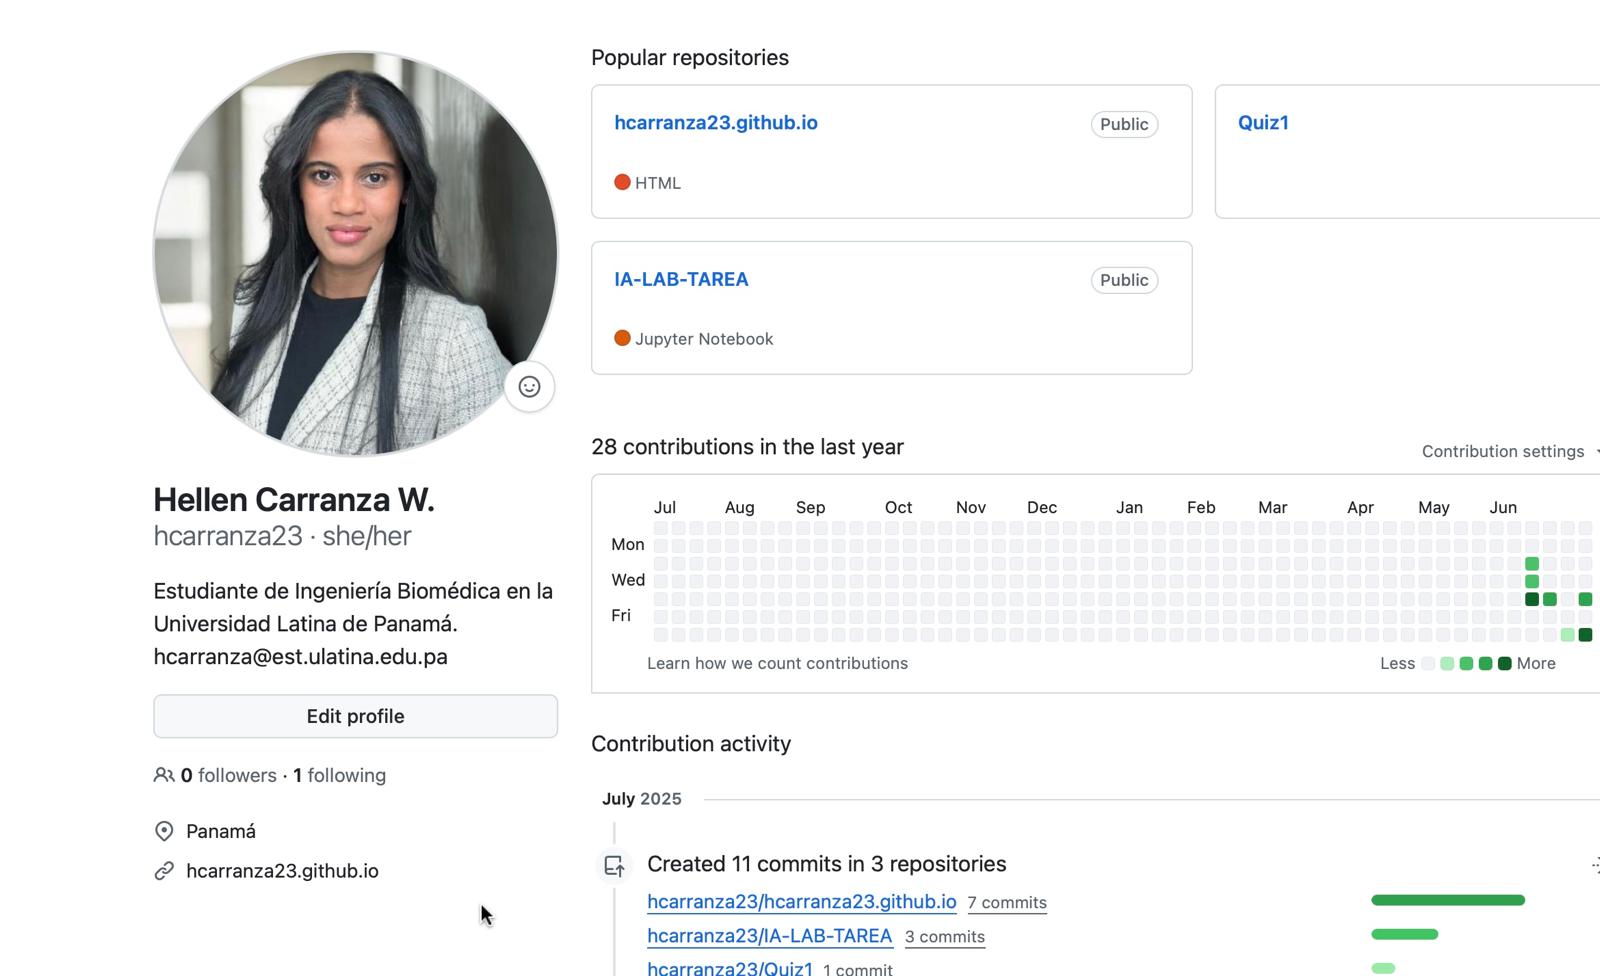 Hellen Carranza W.
hcarranza23 · she/her
Estudiante de Ingeniería Biomédica en la
Universidad Latina de Panamá.
hcarranza@est.ulatina.edu.pa
Edit profile
0 followers · 1 following
Panamá
hcarranza23.github.io
Popular repositories
hcarranza23.github.io Public
HTML
Quiz1
IA-LAB-TAREA Public
Jupyter Notebook
28 contributions in the last year
Contribution settings
Jul Aug Sep Oct Nov Dec Jan Feb Mar Apr May Jun
Mon
Wed
Fri
Learn how we count contributions
Less More
Contribution activity
July 2025
Created 11 commits in 3 repositories
hcarranza23/hcarranza23.github.io 7 commits
hcarranza23/IA-LAB-TAREA 3 commits
hcarranza23/Quiz1 1 commit